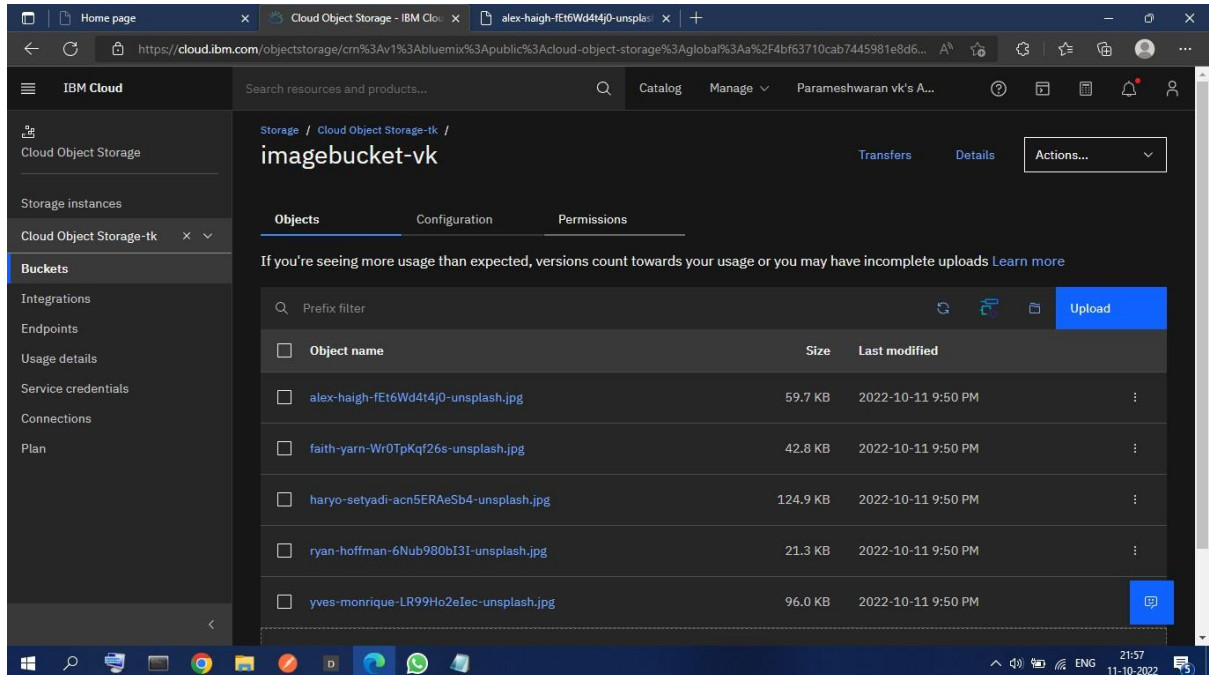 Home page
Cloud Object Storage - IBM Clou
alex-haigh-fEt6Wd4t4j0-unsplas
https://cloud.ibm.com/objectstorage/crn%3Av1%3Abluemix%3Apublic%3Acloud-object-storage%3Aglobal%3Aa%2F4bf63710cab7445981e8d6...
IBM Cloud
Search resources and products...
Catalog
Manage
Parameshwaran vk's A...
Cloud Object Storage
Storage instances
Cloud Object Storage-tk
Buckets
Integrations
Endpoints
Usage details
Service credentials
Connections
Plan
Storage / Cloud Object Storage-tk /
imagebucket-vk
Transfers
Details
Actions...
Objects
Configuration
Permissions
If you're seeing more usage than expected, versions count towards your usage or you may have incomplete uploads Learn more
Prefix filter
Upload
Object name Size Last modified
alex-haigh-fEt6Wd4t4j0-unsplash.jpg 59.7 KB 2022-10-11 9:50 PM
faith-yarn-Wr0TpKqf26s-unsplash.jpg 42.8 KB 2022-10-11 9:50 PM
haryo-setyadi-acn5ERAeSb4-unsplash.jpg 124.9 KB 2022-10-11 9:50 PM
ryan-hoffman-6Nub980bI3I-unsplash.jpg 21.3 KB 2022-10-11 9:50 PM
yves-monrique-LR99Ho2eIec-unsplash.jpg 96.0 KB 2022-10-11 9:50 PM
D
ENG
21:57
11-10-2022
5